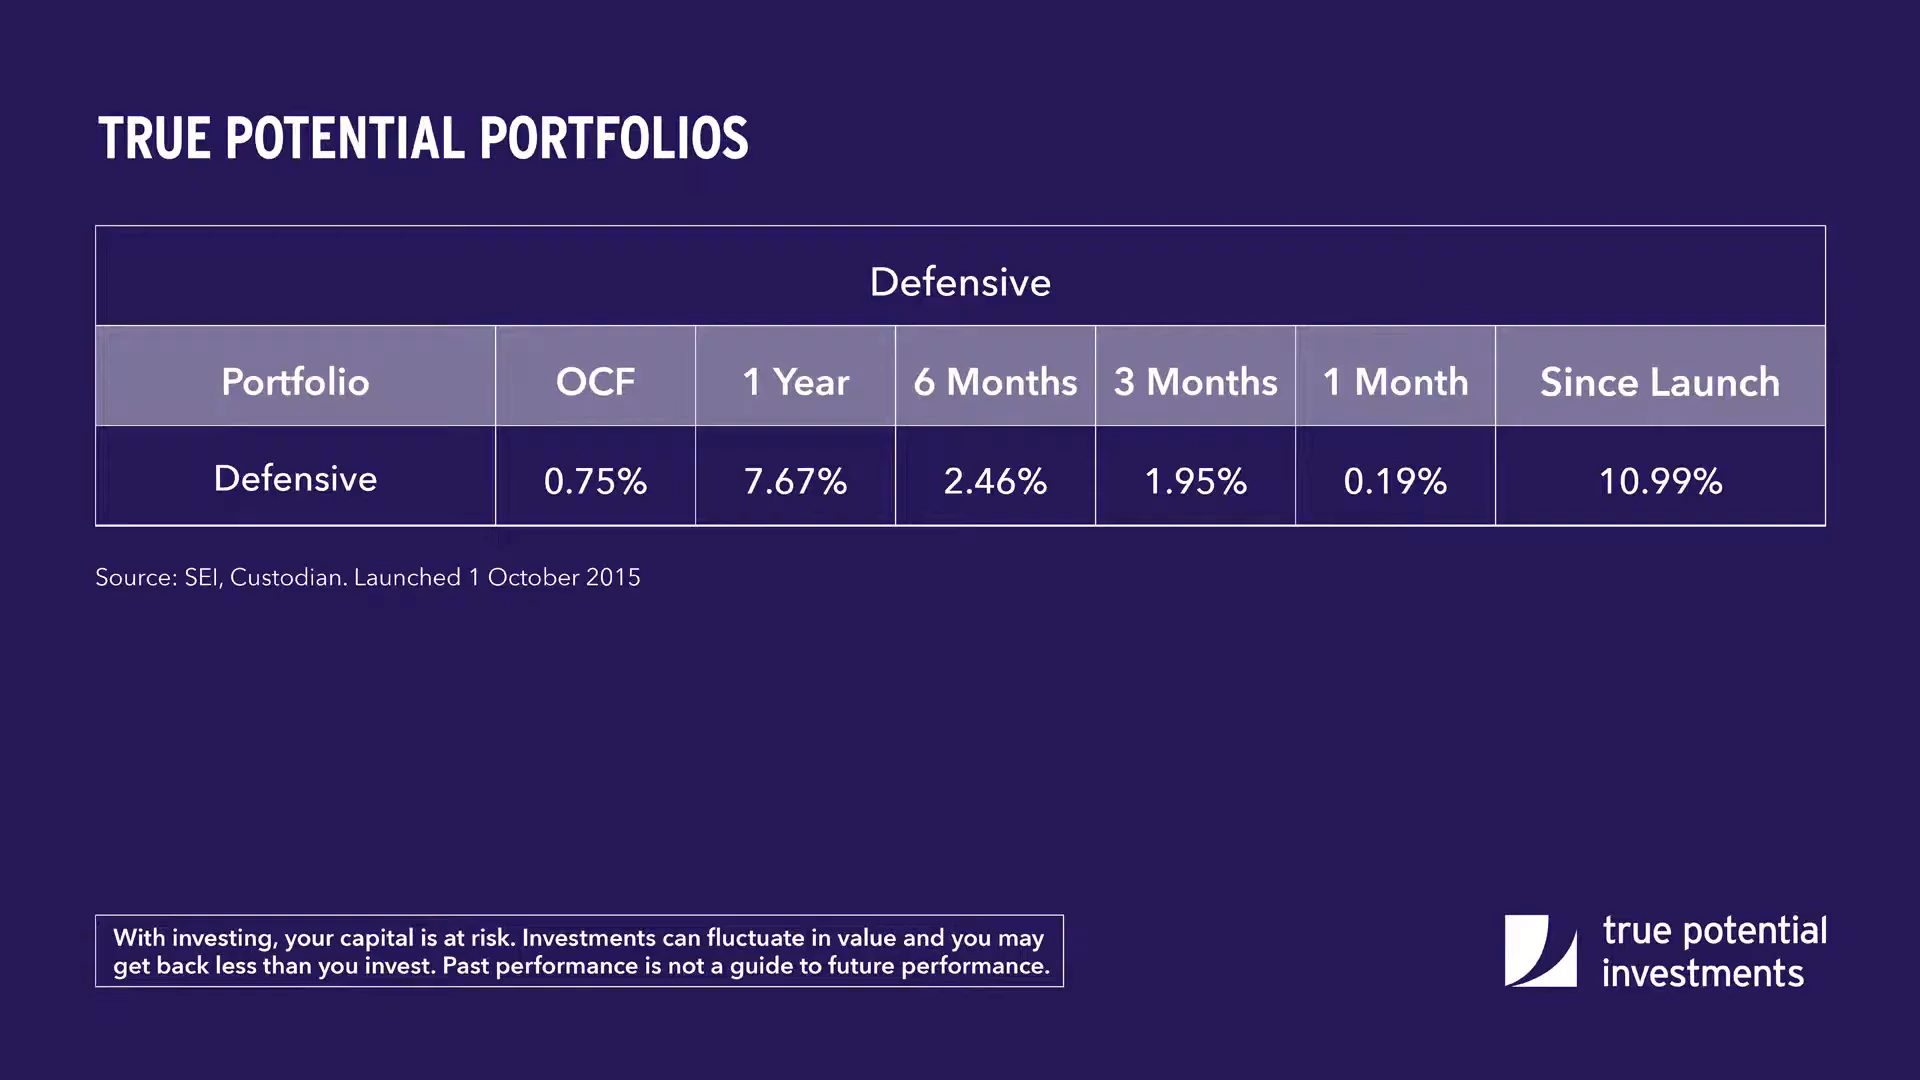 TRUE POTENTIAL PORTFOLIOS
Defensive
Portfolio OCF 1 Year 6 Months 3 Months 1 Month Since Launch
Defensive 0.75% 7.67% 2.46% 1.95% 0.19% 10.99%
Source: SEI, Custodian. Launched 1 October 2015
With investing, your capital is at risk. Investments can fluctuate in value and you may
get back less than you invest. Past performance is not a guide to future performance.
true potential
investments